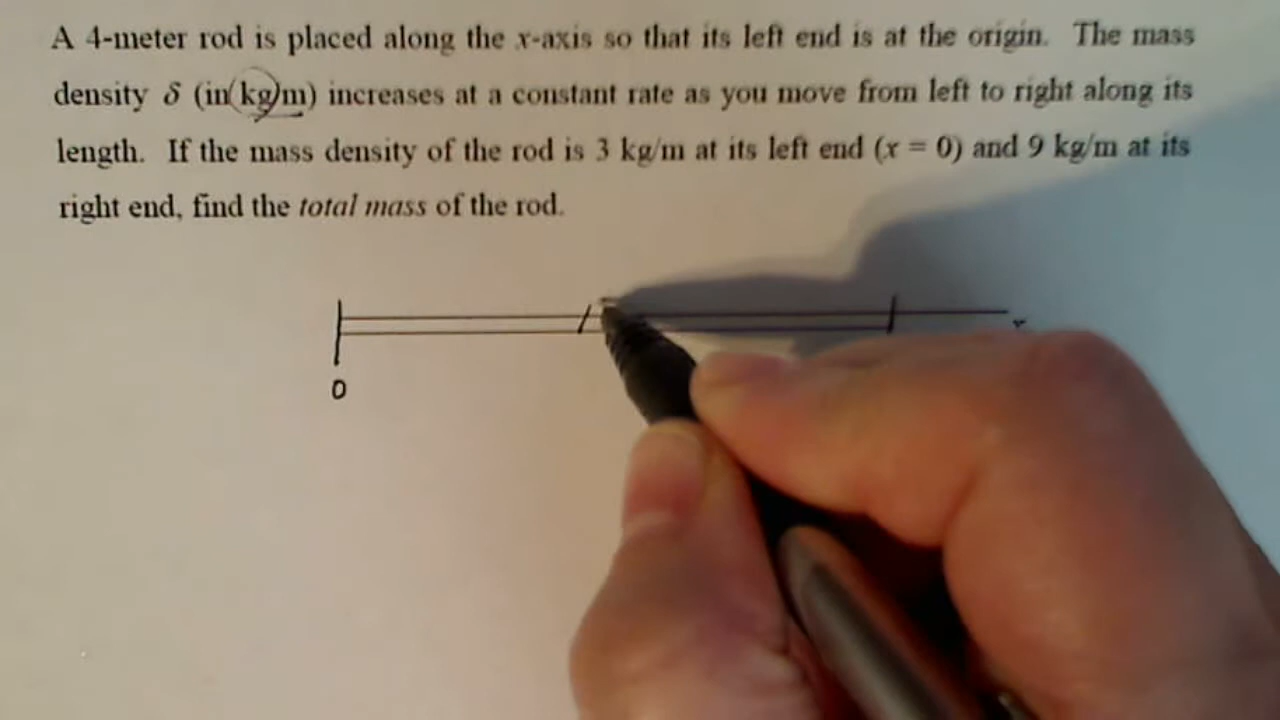 A 4-meter rod is placed along the x-axis so that its left end is at the origin. The mass
density δ (in kg/m) increases at a constant rate as you move from left to right along its
length. If the mass density of the rod is 3 kg/m at its left end (x = 0) and 9 kg/m at its
right end, find the total mass of the rod.
0